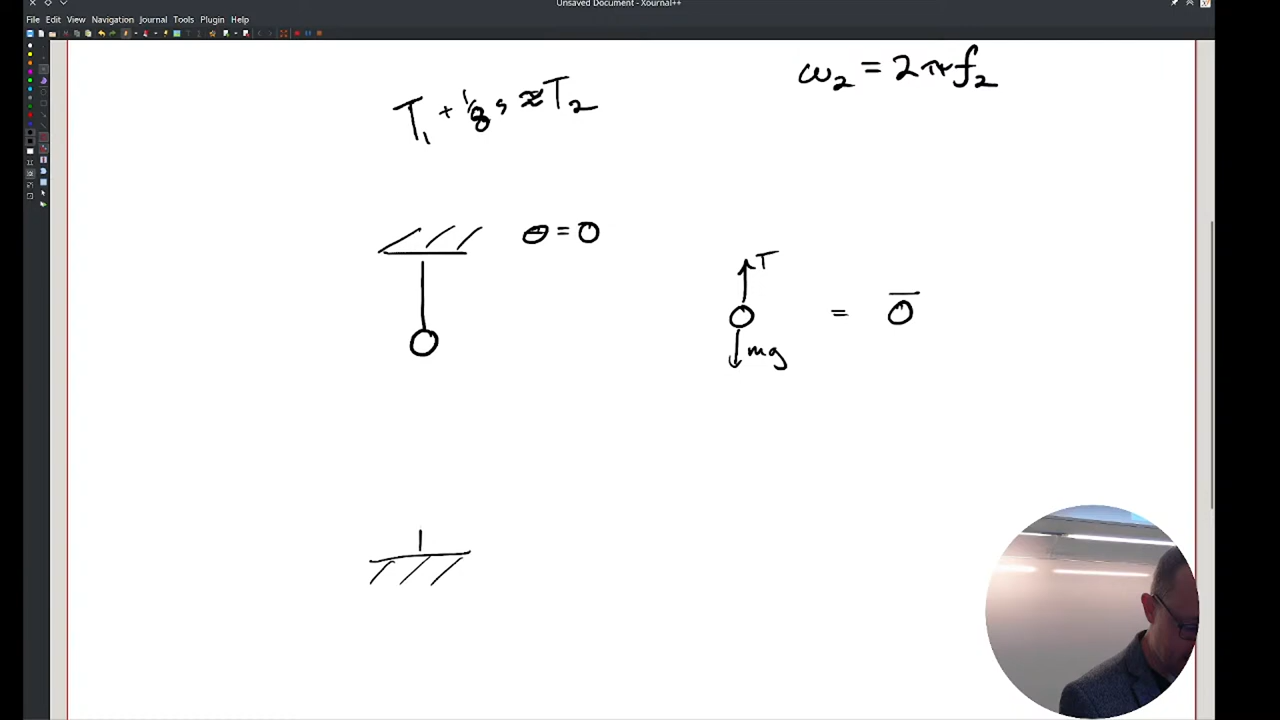 Unsaved Document - Xournal++
File Edit View Navigation Journal Tools Plugin Help
ω₂ = 2πf₂
T₁ + 1/8 s ≈ T₂
θ = 0
T
= 0̅
mg